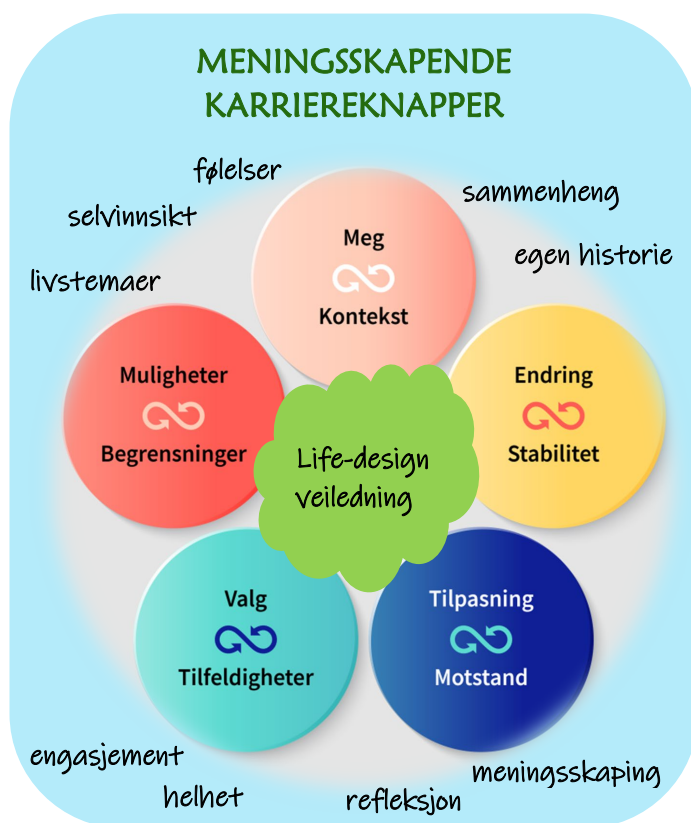 MENINGSSKAPENDE
KARRIEREKNAPPER
følelser
sammenheng
selvinnsikt
egen historie
livstemaer
Meg
Kontekst
Muligheter
Begrensninger
Endring
Stabilitet
Life-design
veiledning
Valg
Tilfeldigheter
Tilpasning
Motstand
engasjement
meningsskaping
helhet
refleksjon